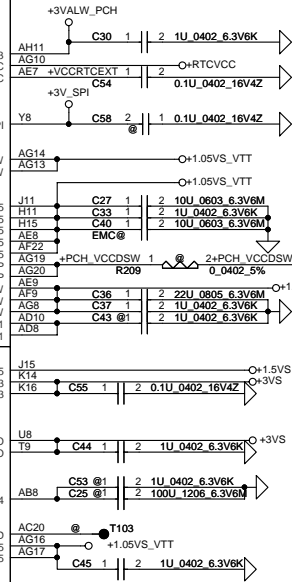 +3VALW_PCH
AH11 C30 1 2 1U_0402_6.3V6K
AG10 +RTCVCC
AE7 +VCCRTCEXT 1 2
C54 0.1U_0402_16V4Z
+3V_SPI
Y8 C58 2 1 0.1U_0402_16V4Z
@
AG14 +1.05VS_VTT
AG13
+1.05VS_VTT
J11 C27 1 2 10U_0603_6.3V6M
H11 C33 1 2 1U_0402_6.3V6K
H15 C40 1 2 10U_0603_6.3V6M
AE8 EMC@
AF22
AG19 +PCH_VCCDSW 1 @ 2 +PCH_VCCDSW
AG20 R209 0_0402_5%
AE9 +1
AF9 C36 1 2 22U_0805_6.3V6M
AG8 C37 1 2 1U_0402_6.3V6K
AD10 C43 @1 2 1U_0402_6.3V6K
AD8
J15 +1.5VS
K14 +3VS
K16 C55 1 2 0.1U_0402_16V4Z
U8 +3VS
T9 C44 1 2 1U_0402_6.3V6K
C53 @1 2 1U_0402_6.3V6K
AB8 C25 @1 2 100U_1206_6.3V6M
AC20 @ T103
AG16 +1.05VS_VTT
AG17
C45 1 2 1U_0402_6.3V6K